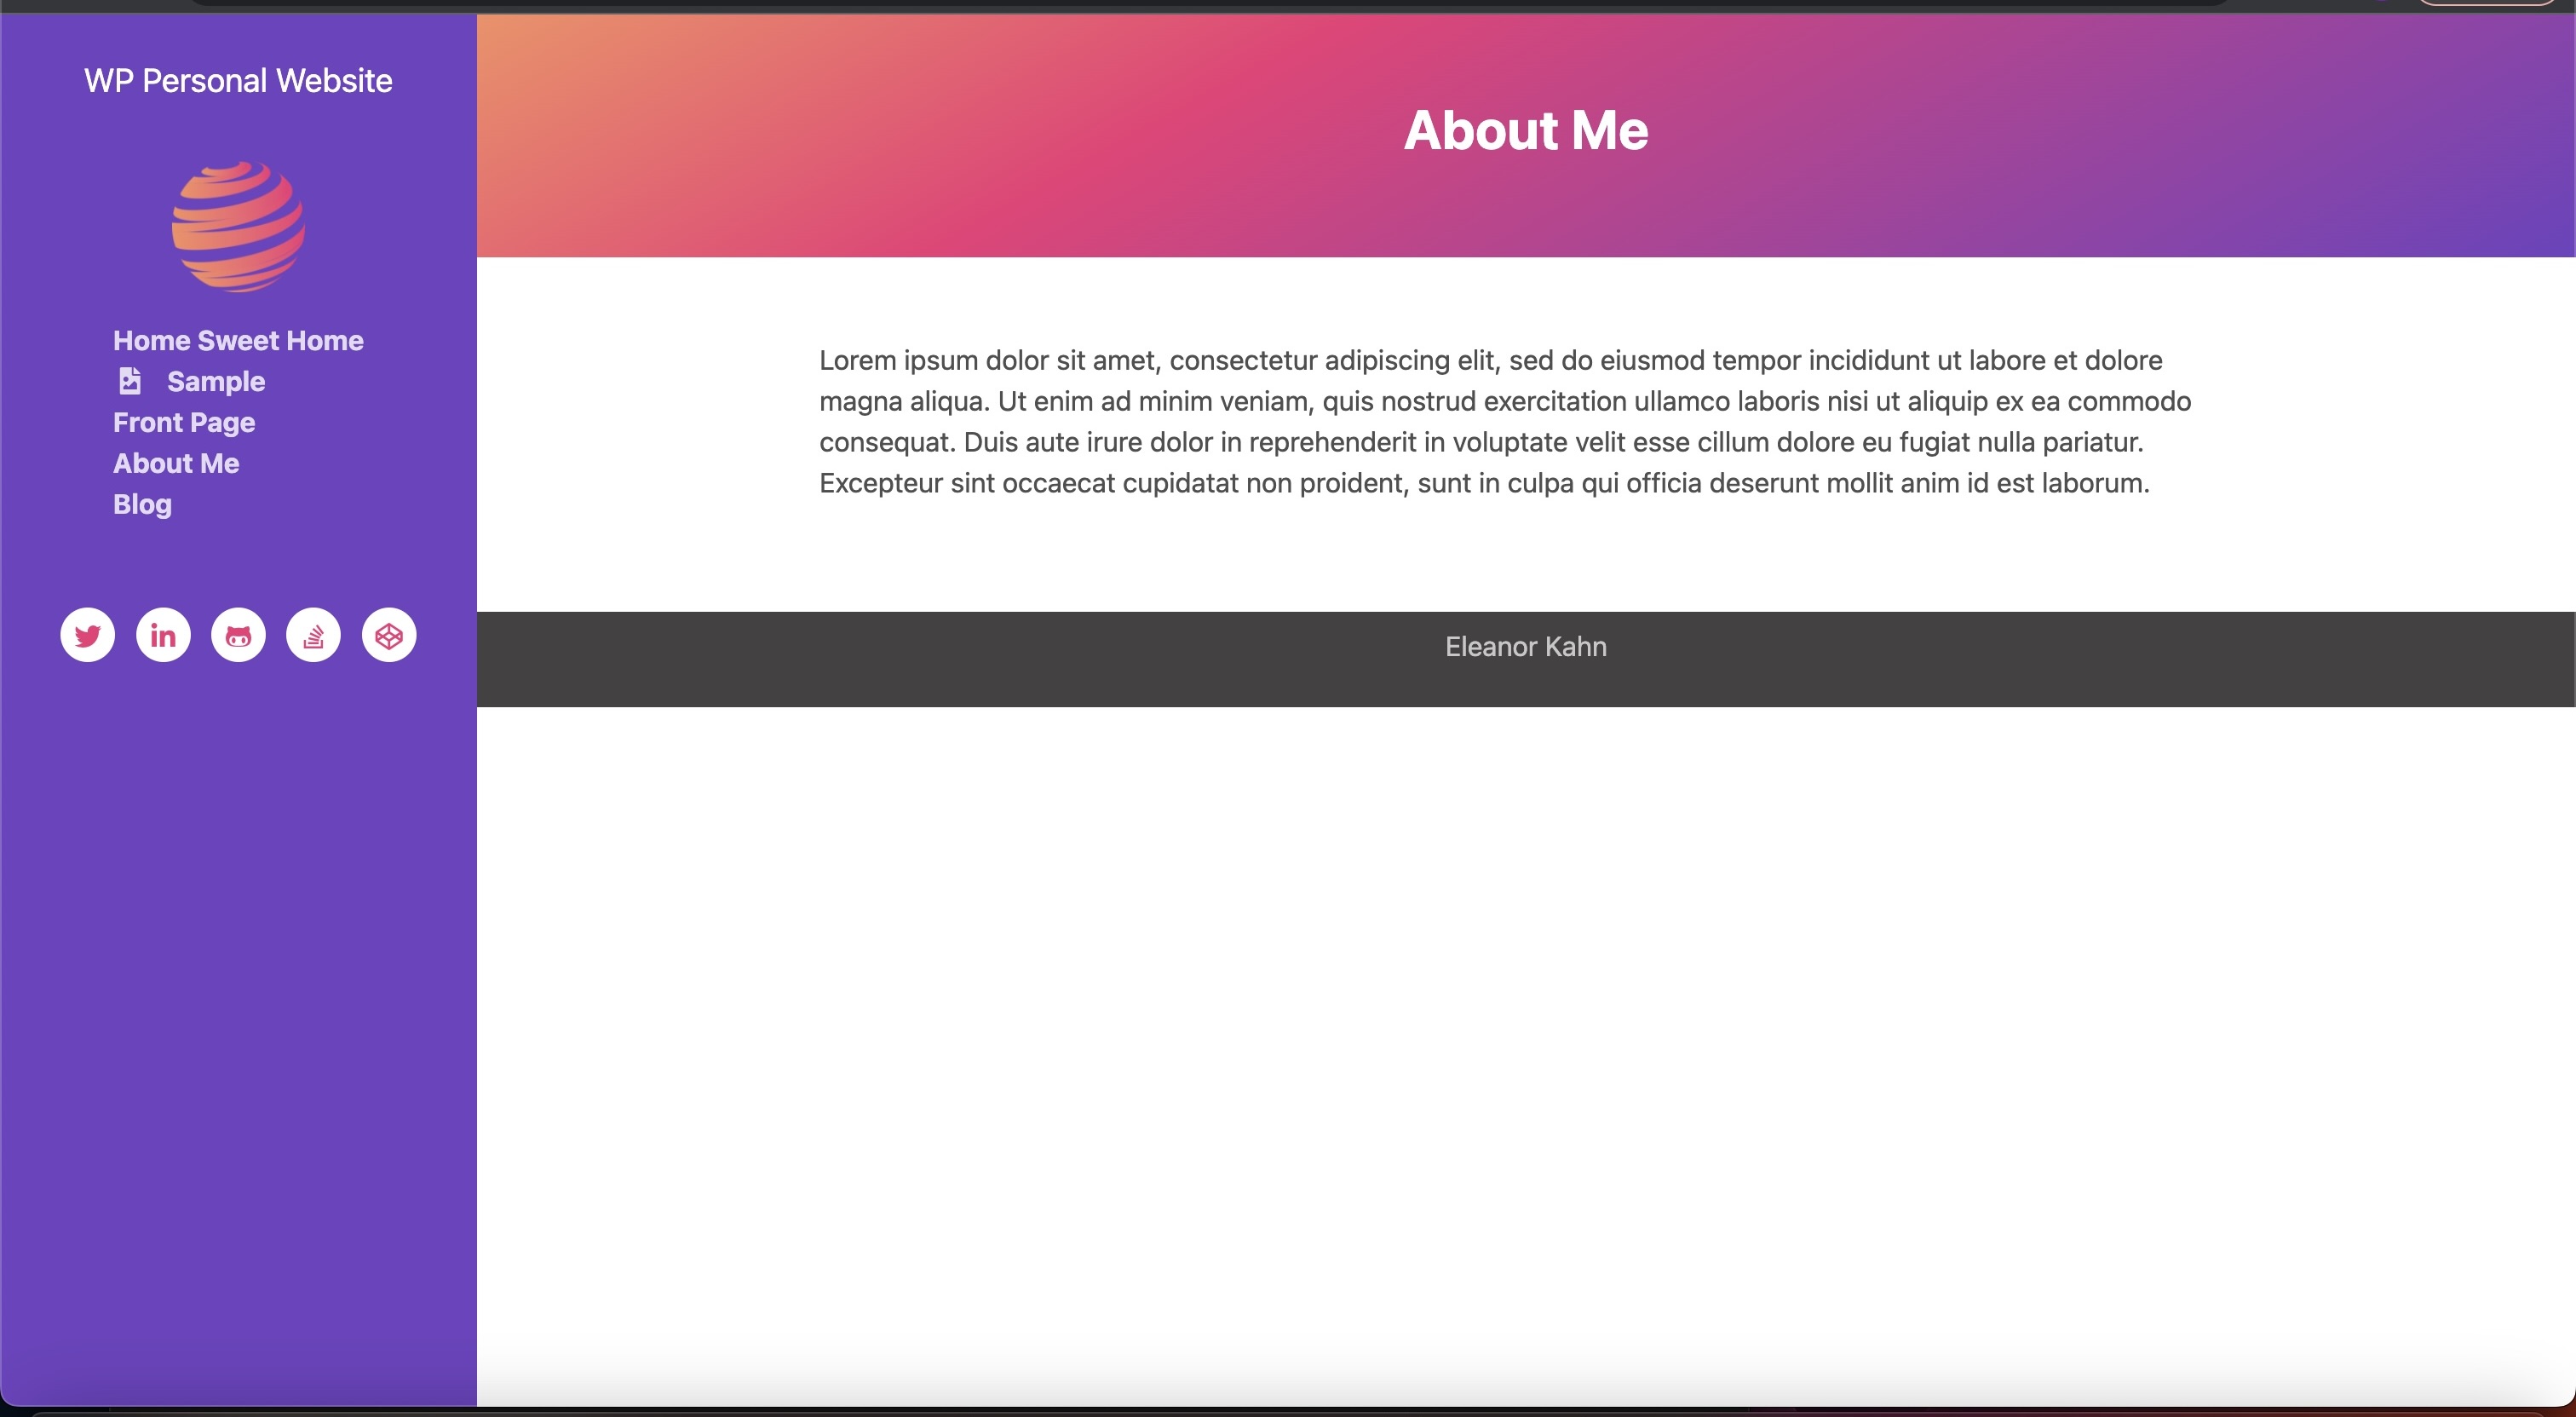 WP Personal Website
Home Sweet Home
Sample
Front Page
About Me
Blog
in
About Me
Lorem ipsum dolor sit amet, consectetur adipiscing elit, sed do eiusmod tempor incididunt ut labore et dolore
magna aliqua. Ut enim ad minim veniam, quis nostrud exercitation ullamco laboris nisi ut aliquip ex ea commodo
consequat. Duis aute irure dolor in reprehenderit in voluptate velit esse cillum dolore eu fugiat nulla pariatur.
Excepteur sint occaecat cupidatat non proident, sunt in culpa qui officia deserunt mollit anim id est laborum.
Eleanor Kahn